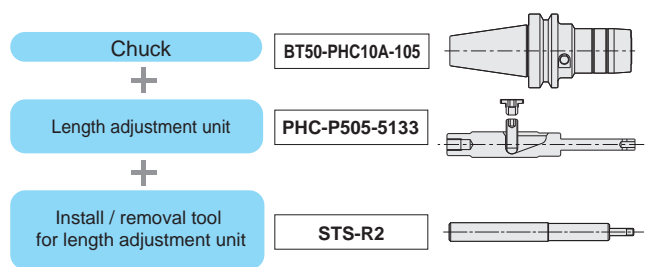 Chuck
BT50-PHC10A-105
Length adjustment unit
PHC-P505-5133
Install / removal tool
for length adjustment unit
STS-R2